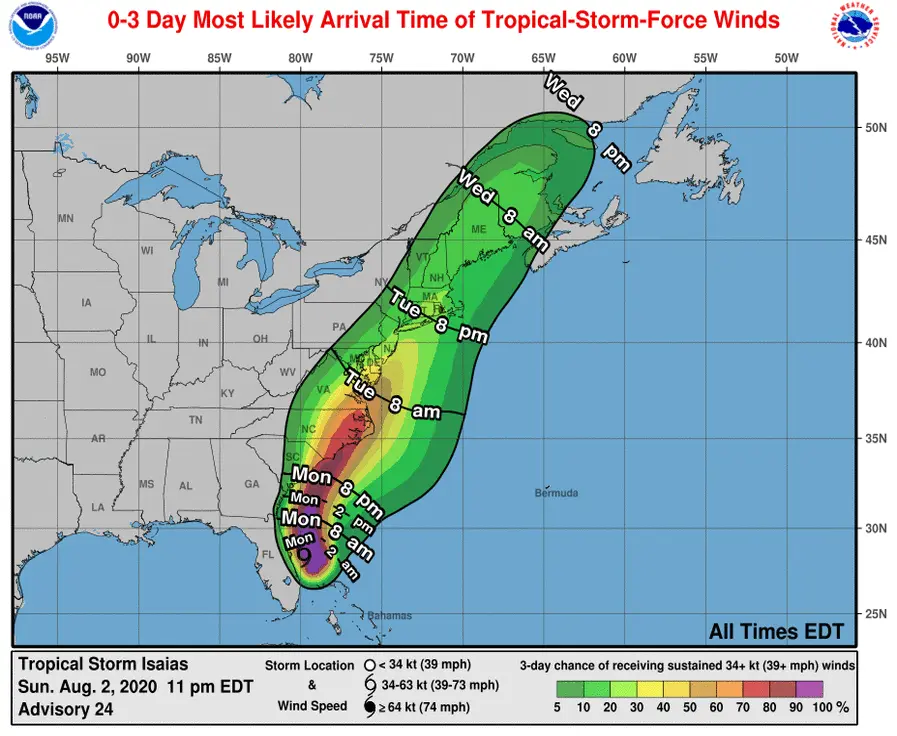 0-3 Day Most Likely Arrival Time of Tropical-Storm-Force Winds
NOAA
NATIONAL WEATHER SERVICE
95W 90W 85W 80W 75W 70W 65W 60W 55W 50W
50N
45N
40N
35N
30N
25N
Wed 8 pm
Wed 8 am
Tue 8 pm
Tue 8 am
Mon 8 pm
Mon 2 pm
Mon 8 am
Mon 2 am
MN
WI
MI
IA
IL
IN
OH
PA
NY
VT
NH
ME
MA
MO
KY
WV
VA
DE
NJ
TN
NC
SC
AR
MS
AL
GA
LA
FL
Bermuda
Bahamas
All Times EDT
Tropical Storm Isaias
Sun. Aug. 2, 2020 11 pm EDT
Advisory 24
Storm Location
&
Wind Speed
< 34 kt (39 mph)
34-63 kt (39-73 mph)
≥ 64 kt (74 mph)
3-day chance of receiving sustained 34+ kt (39+ mph) winds
5 10 20 30 40 50 60 70 80 90 100 %